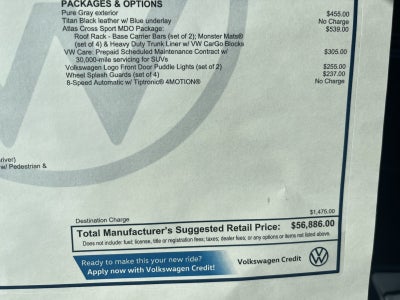 PACKAGES & OPTIONS
Pure Gray exterior $455.00
Titan Black leather w/ Blue underlay No Charge
Atlas Cross Sport MDO Package: $539.00
Roof Rack - Base Carrier Bars (set of 2); Monster Mats®
(set of 4) & Heavy Duty Trunk Liner w/ VW CarGo Blocks
VW Care: Prepaid Scheduled Maintenance Contract w/ $305.00
30,000-mile servicing for SUVs
Volkswagen Logo Front Door Puddle Lights (set of 2) $255.00
Wheel Splash Guards (set of 4) $237.00
8-Speed Automatic w/ Tiptronic® 4MOTION® No Charge
river)
w/ Pedestrian &
Destination Charge $1,475.00
Total Manufacturer's Suggested Retail Price: $56,886.00
Does not include: fuel; license, title or registration fees; taxes; dealer fees; or any options or items not listed above.
Ready to make this your new ride?
Apply now with Volkswagen Credit!
Volkswagen Credit